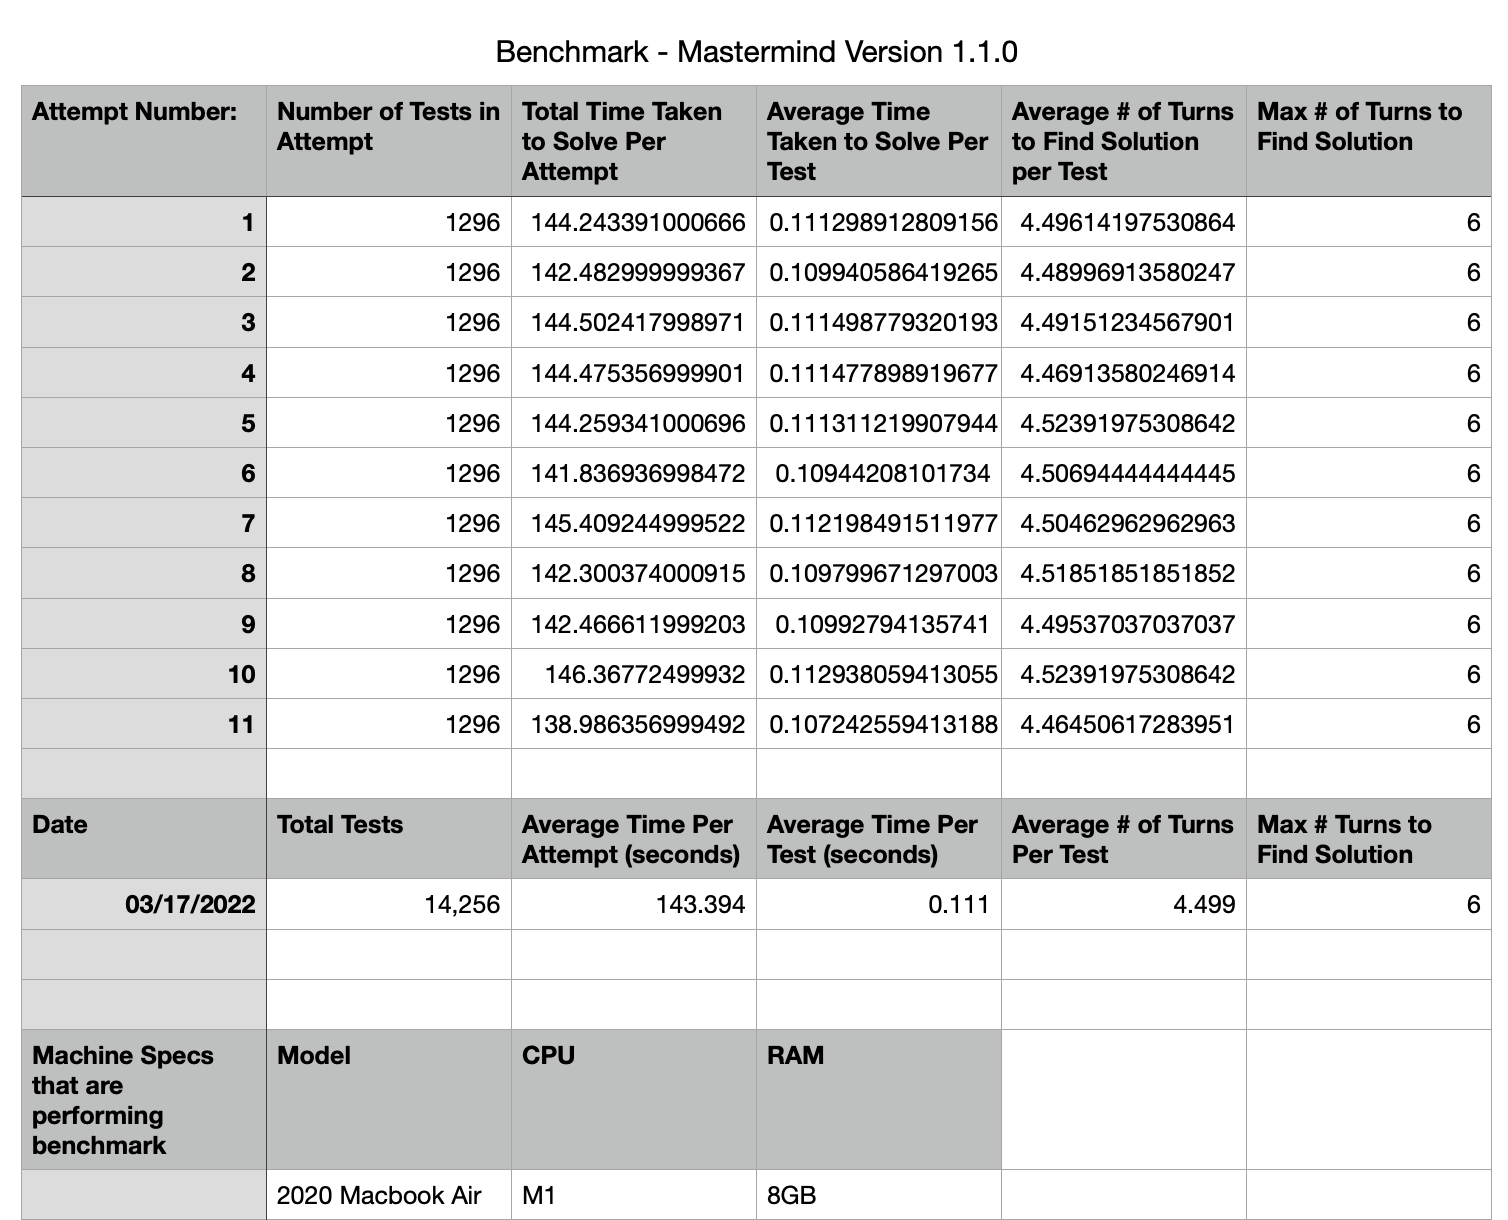 Benchmark - Mastermind Version 1.1.0
Attempt Number: Number of Tests in Attempt Total Time Taken to Solve Per Attempt Average Time Taken to Solve Per Test Average # of Turns to Find Solution per Test Max # of Turns to Find Solution
1 1296 144.243391000666 0.111298912809156 4.49614197530864 6
2 1296 142.482999999367 0.109940586419265 4.48996913580247 6
3 1296 144.502417998971 0.111498779320193 4.49151234567901 6
4 1296 144.475356999901 0.111477898919677 4.46913580246914 6
5 1296 144.259341000696 0.111311219907944 4.52391975308642 6
6 1296 141.836936998472 0.10944208101734 4.50694444444445 6
7 1296 145.409244999522 0.112198491511977 4.50462962962963 6
8 1296 142.300374000915 0.109799671297003 4.51851851851852 6
9 1296 142.466611999203 0.10992794135741 4.49537037037037 6
10 1296 146.36772499932 0.112938059413055 4.52391975308642 6
11 1296 138.986356999492 0.107242559413188 4.46450617283951 6
Date Total Tests Average Time Per Attempt (seconds) Average Time Per Test (seconds) Average # of Turns Per Test Max # Turns to Find Solution
03/17/2022 14,256 143.394 0.111 4.499 6
Machine Specs that are performing benchmark Model CPU RAM
2020 Macbook Air M1 8GB